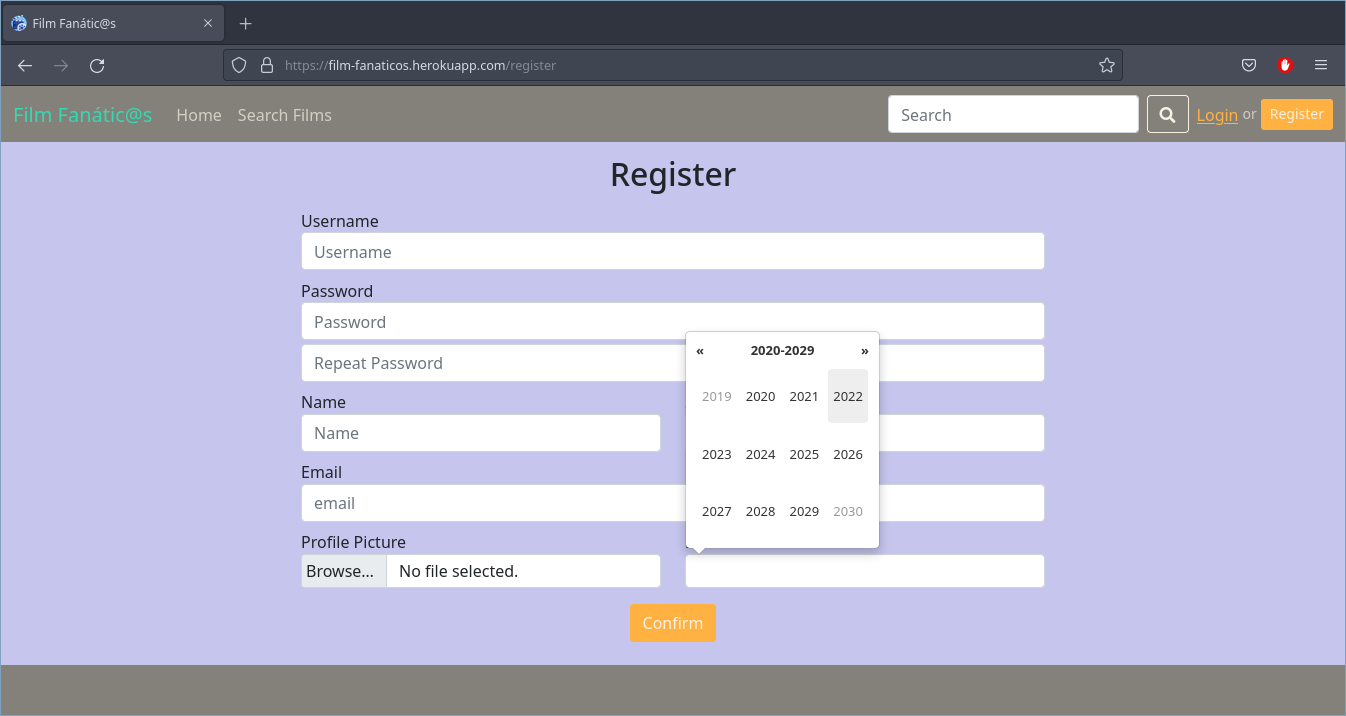 Film Fanátic@s
https://film-fanaticos.herokuapp.com/register
Film Fanátic@s Home Search Films Search Login or Register
Register
Username
Username
Password
Password
Repeat Password
« 2020-2029 »
2019 2020 2021 2022
2023 2024 2025 2026
2027 2028 2029 2030
Name
Name
Email
email
Profile Picture
Browse... No file selected.
Confirm